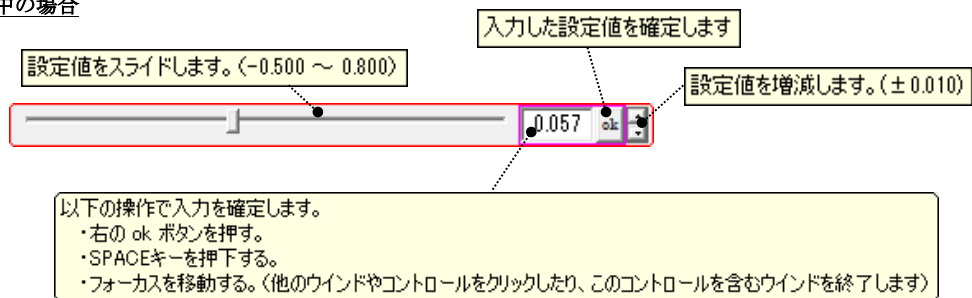 中の場合
入力した設定値を確定します
設定値をスライドします。(-0.500 ～ 0.800)
設定値を増減します。(±0.010)
0.057 ok
以下の操作で入力を確定します。
・右の ok ボタンを押す。
・SPACEキーを押下する。
・フォーカスを移動する。(他のウインドやコントロールをクリックしたり、このコントロールを含むウインドを終了します)